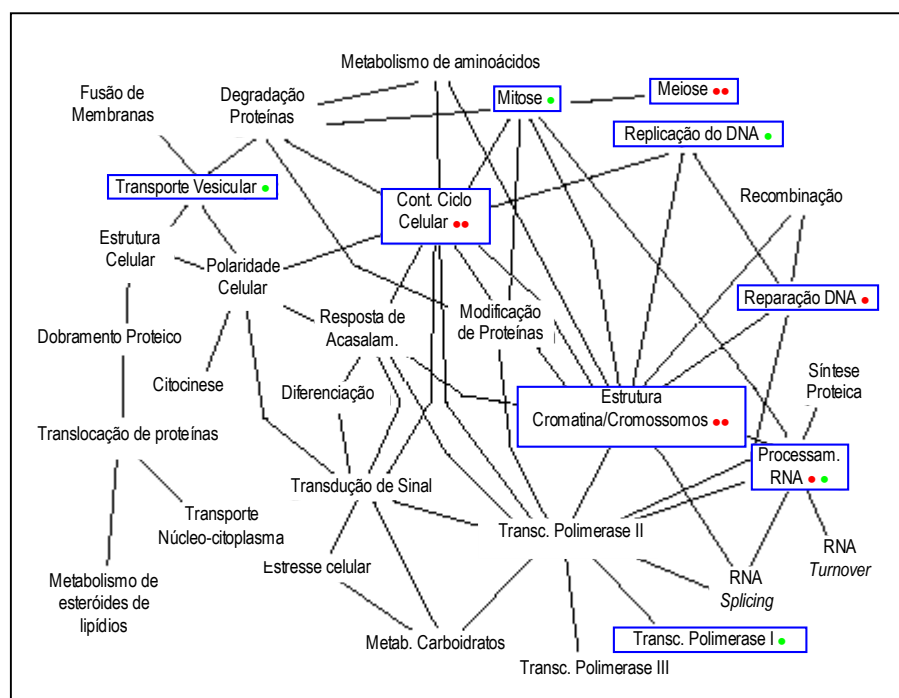 Metabolismo de aminoácidos
Fusão de
Membranas
Degradação
Proteínas
Mitose
Meiose
Replicação do DNA
Transporte Vesicular
Cont. Ciclo
Celular
Recombinação
Estrutura
Celular
Polaridade
Celular
Reparação DNA
Dobramento Proteico
Resposta de
Acasalam.
Modificação
de Proteínas
Citocinese
Diferenciação
Síntese
Proteica
Estrutura
Cromatina/Cromossomos
Translocação de proteínas
Processam.
RNA
Transdução de Sinal
Transporte
Núcleo-citoplasma
Transc. Polimerase II
RNA
Turnover
Estresse celular
Metabolismo de
esteróides de
lipídios
RNA
Splicing
Metab. Carboidratos
Transc. Polimerase I
Transc. Polimerase III